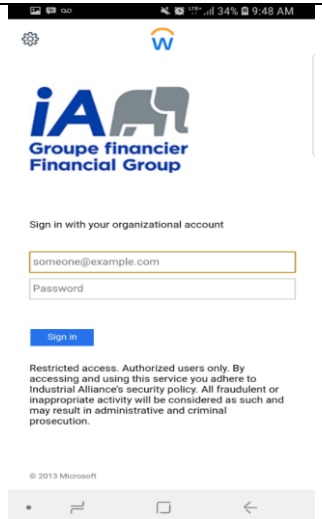 34% 9:48 AM
w
iA
Groupe financier
Financial Group
Sign in with your organizational account
someone@example.com
Password
Sign in
Restricted access. Authorized users only. By
accessing and using this service you adhere to
Industrial Alliance's security policy. All fraudulent or
inappropriate activity will be considered as such and
may result in administrative and criminal
prosecution.
© 2013 Microsoft